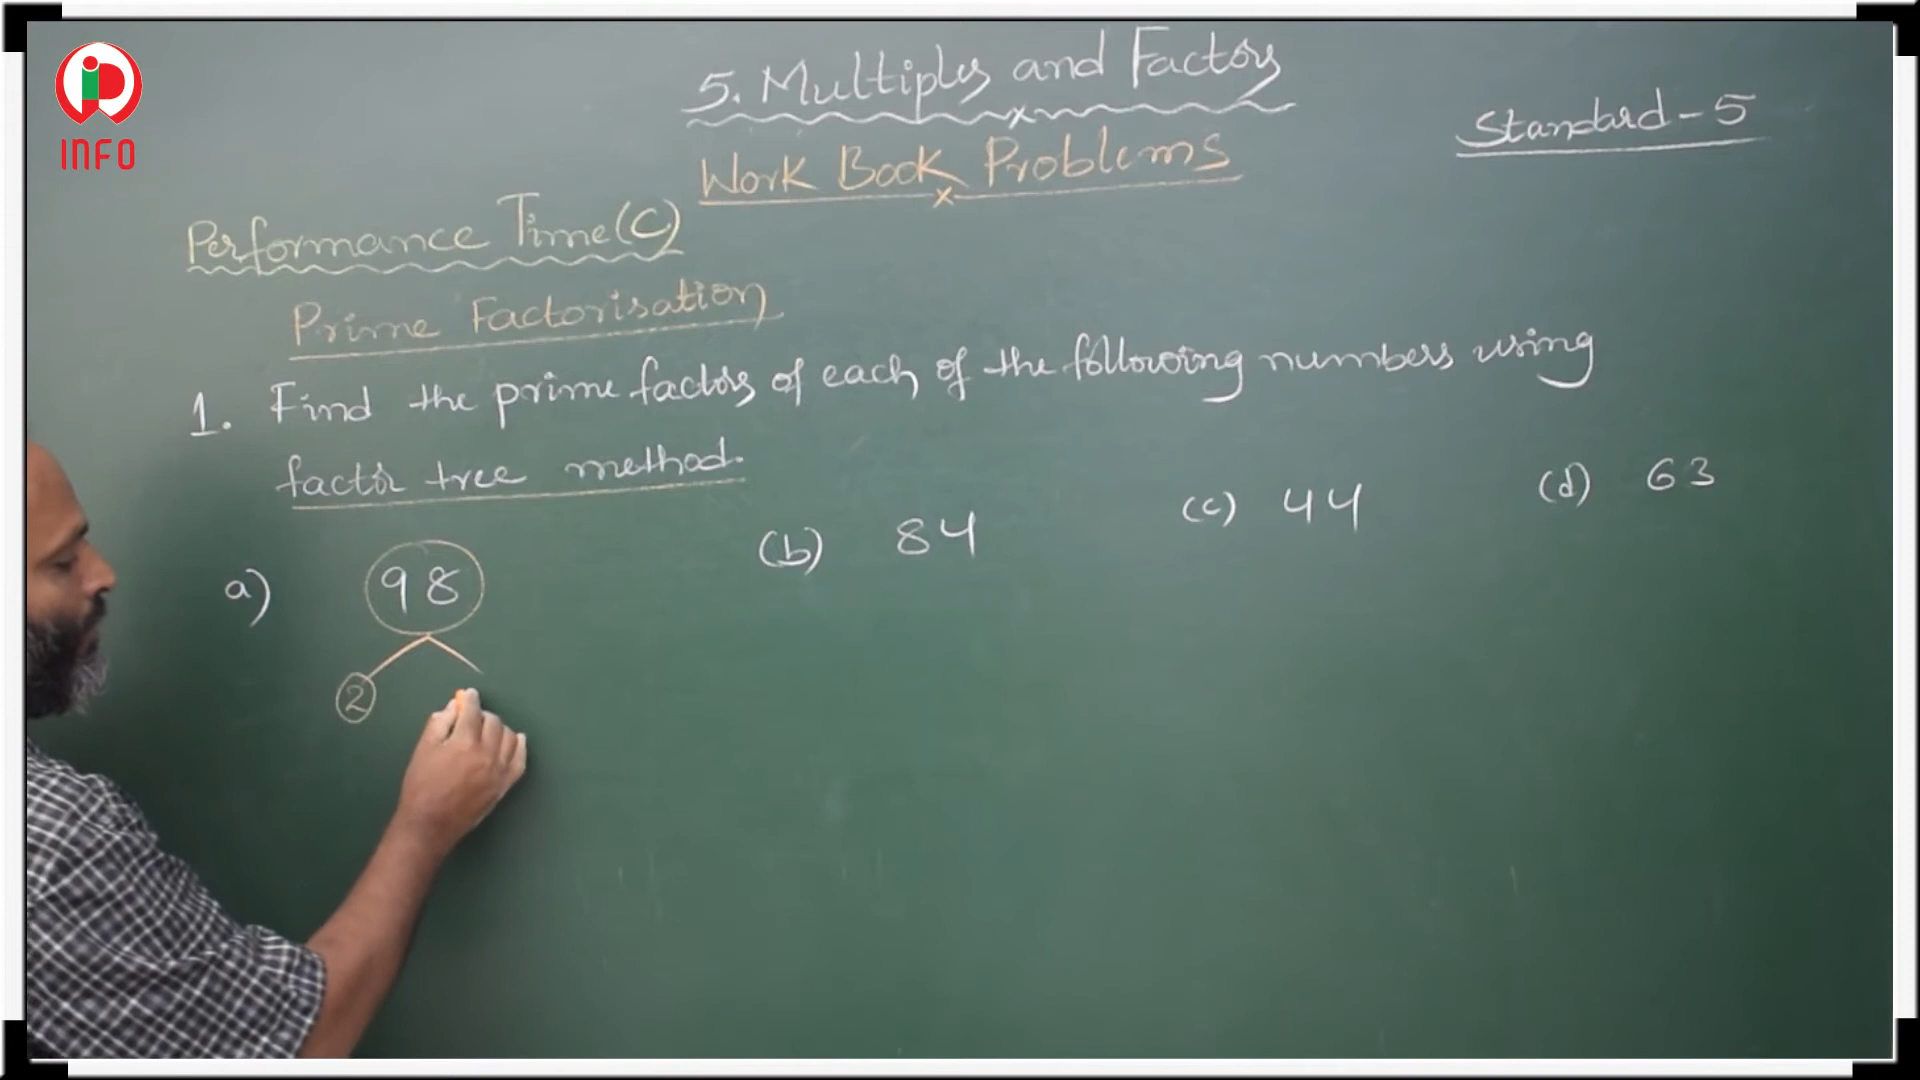 INFO
5. Multiples and Factors
Standard - 5
Work Book Problems
Performance Time (C)
Prime Factorisation
1. Find the prime factors of each of the following numbers using
factor tree method.
a) 98 (b) 84 (c) 44 (d) 63
2